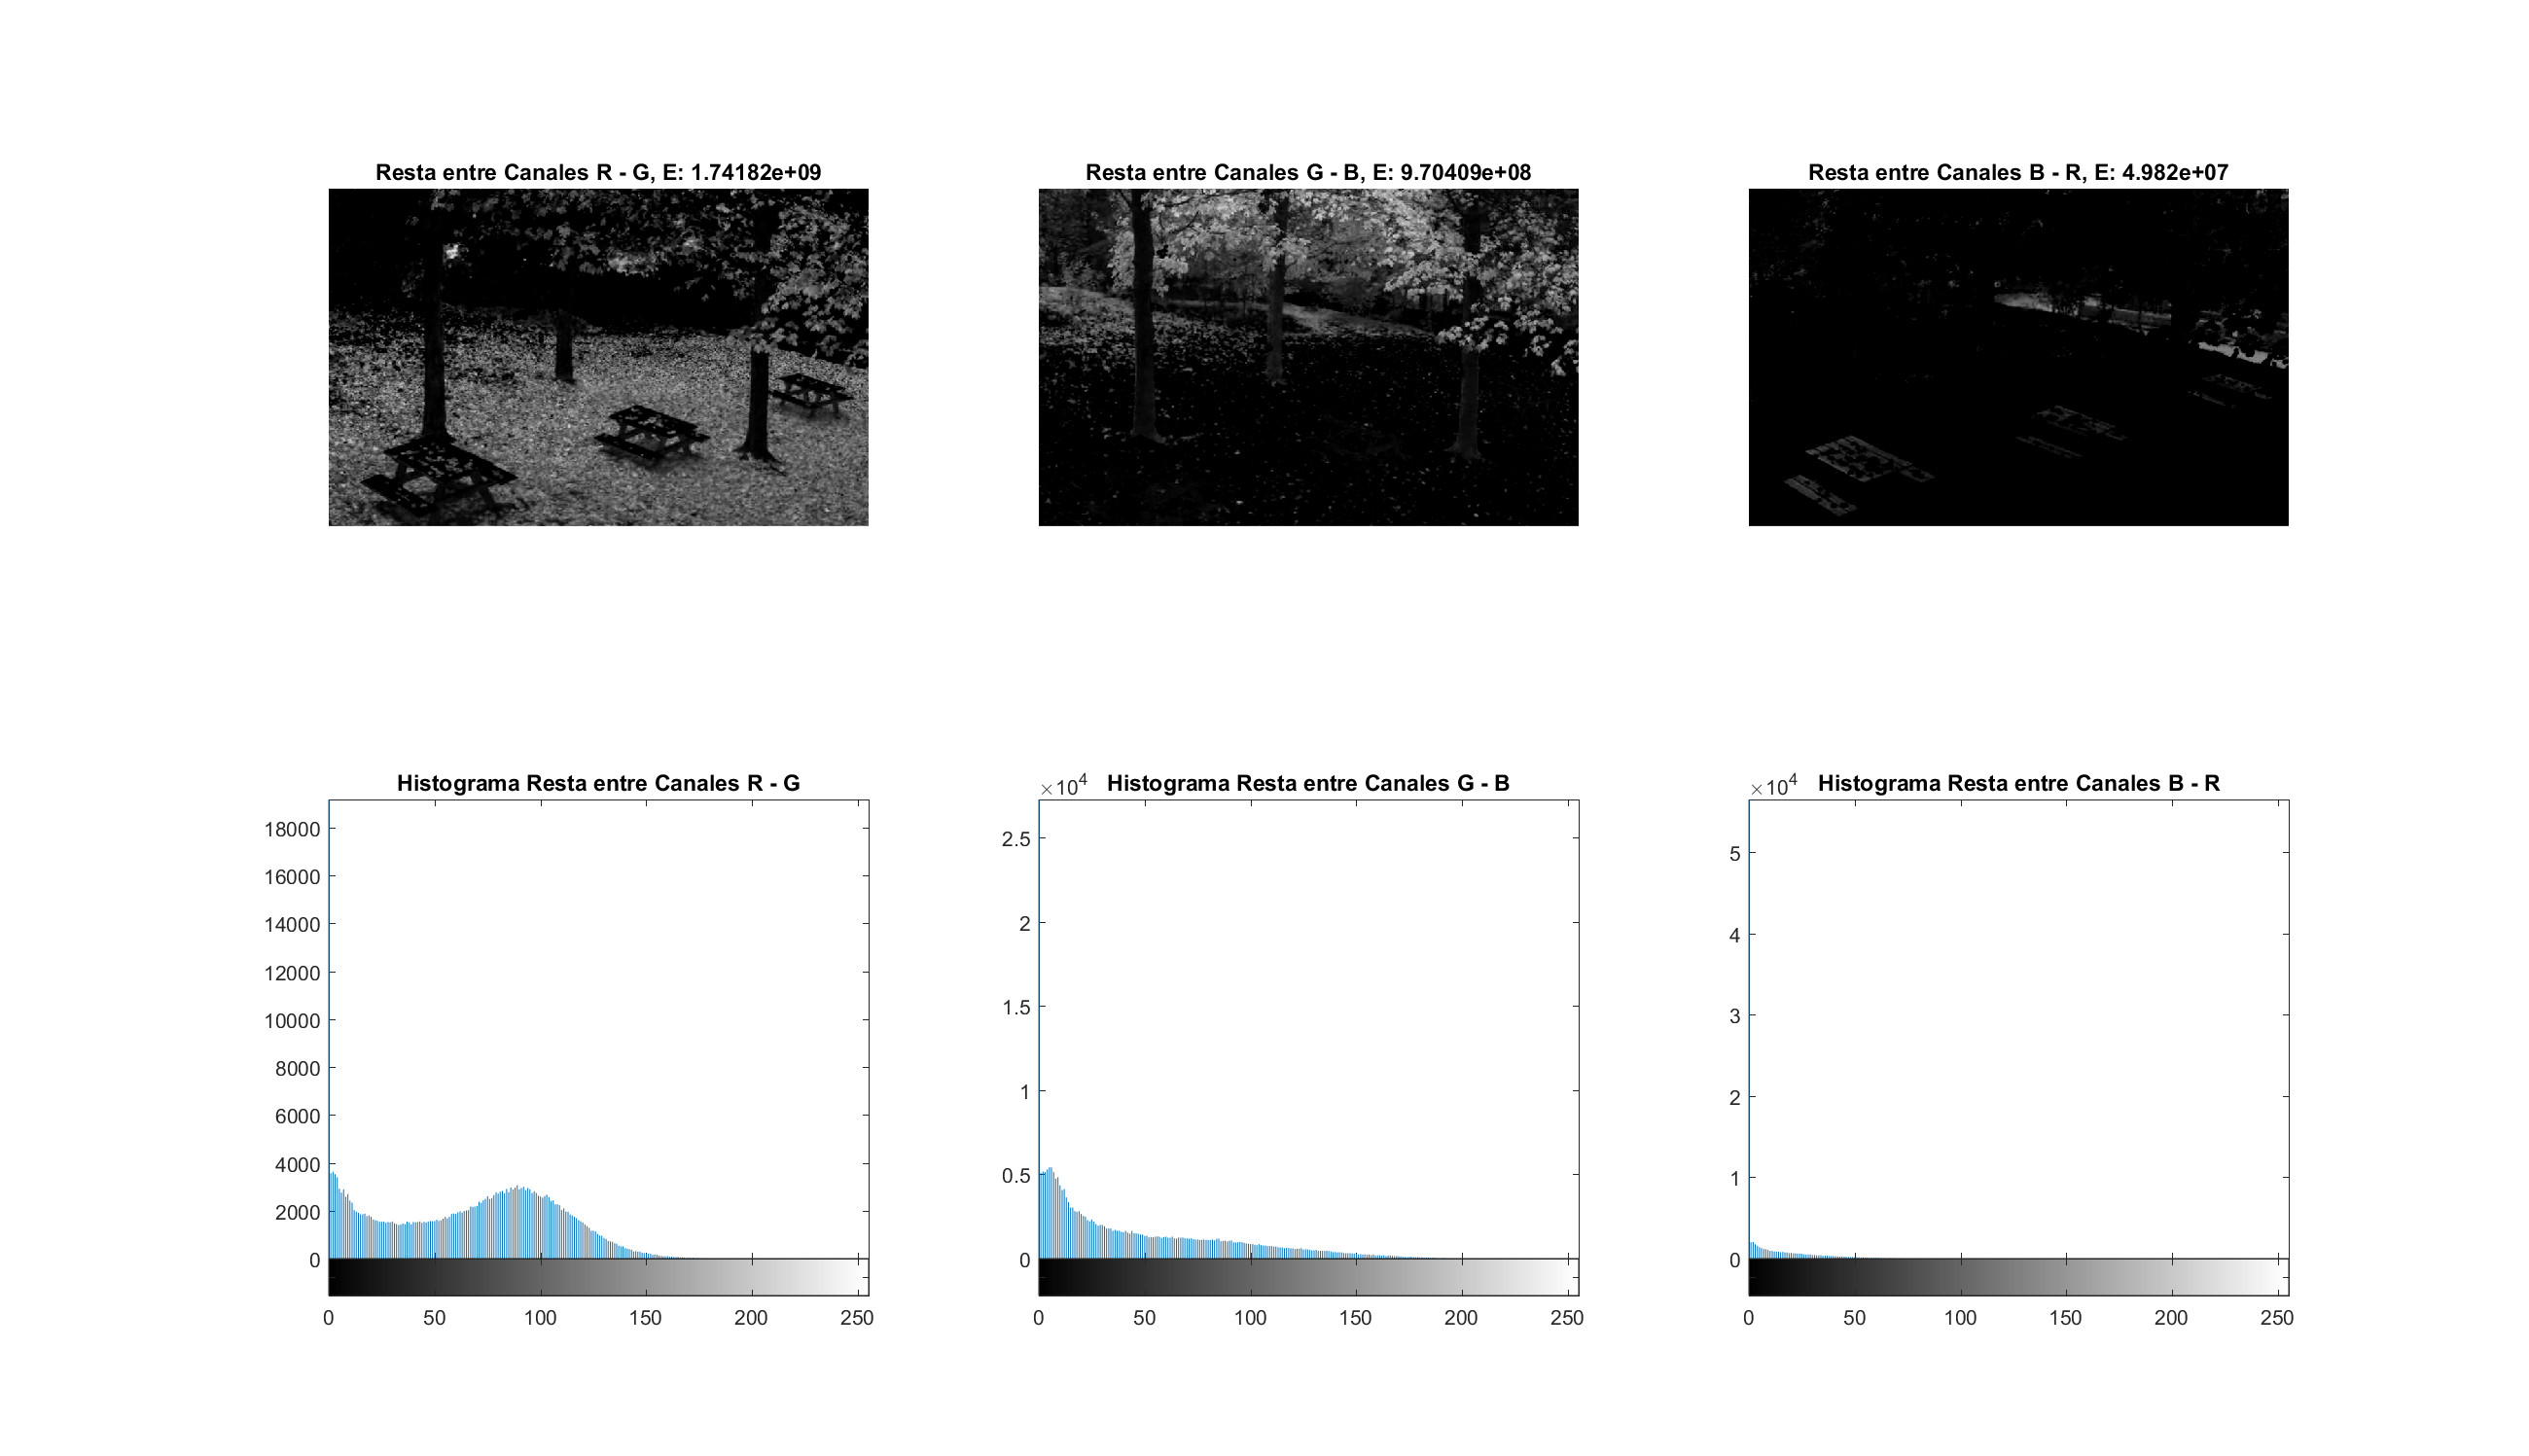 Resta entre Canales R - G, E: 1.74182e+09
Resta entre Canales G - B, E: 9.70409e+08
Resta entre Canales B - R, E: 4.982e+07
Histograma Resta entre Canales R - G
18000
16000
14000
12000
10000
8000
6000
4000
2000
0
0 50 100 150 200 250
×10^4 Histograma Resta entre Canales G - B
2.5
2
1.5
1
0.5
0
0 50 100 150 200 250
×10^4 Histograma Resta entre Canales B - R
5
4
3
2
1
0
0 50 100 150 200 250